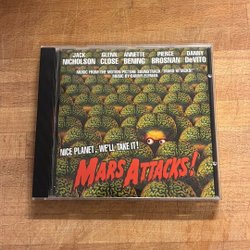 JACK GLENN ANNETTE PIERCE DANNY
NICHOLSON CLOSE BENING BROSNAN DeVITO
MUSIC FROM THE MOTION PICTURE SOUNDTRACK "MARS ATTACKS!"
MUSIC BY DANNY ELFMAN
NICE PLANET. WE'LL TAKE IT!
MARS ATTACKS!